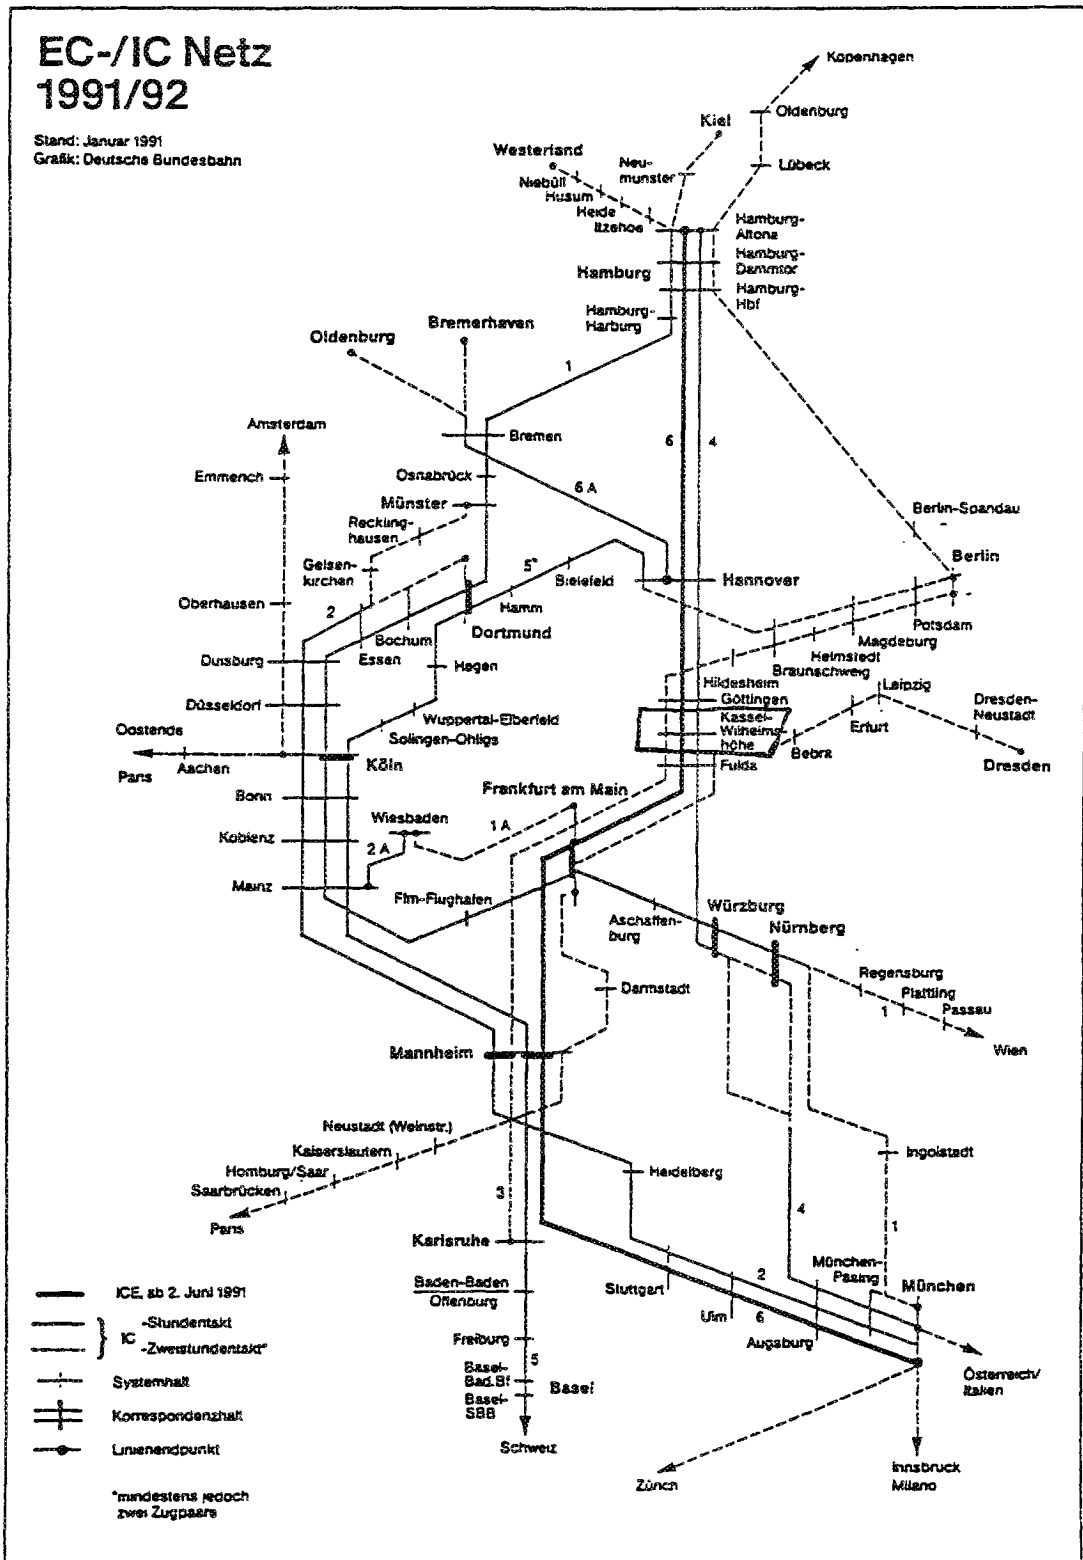 EC-/IC Netz
1991/92
Stand: Januar 1991
Grafik: Deutsche Bundesbahn
Kopenhagen
Oldenburg
Kiel
Lübeck
Westerland
Neu-
munster
Niebüll
Husum
Heide
Itzehoe
Hamburg-
Altona
Hamburg
Hamburg-
Dammtor
Hamburg-
Hbf
Hamburg-
Harburg
Bremerhaven
Oldenburg
1
Amsterdam
Bremen
6
4
Emmerich
Osnabrück
6 A
Münster
Reckling-
hausen
Berlin-Spandau
Gelsen-
kirchen
5*
Bielefeld
Hannover
Berlin
Oberhausen
2
Hamm
Bochum
Dortmund
Potsdam
Essen
Magdeburg
Helmstedt
Braunschweig
Duisburg
Hagen
Hildesheim
Göttingen
Leipzig
Düsseldorf
Wuppertal-Elberfeld
Solingen-Ohligs
Kassel-
Wilhelms-
höhe
Erfurt
Dresden-
Neustadt
Oostende
Paris
Aachen
Köln
Bebra
Fulda
Dresden
Bonn
Frankfurt am Main
Wiesbaden
1 A
Koblenz
2 A
Mainz
Ffm-Flughafen
Aschaffen-
burg
Würzburg
Nürnberg
Darmstadt
Regensburg
Plattling
1
Passau
Mannheim
Wien
Neustadt (Weinstr.)
Kaiserslautern
Homburg/Saar
Saarbrücken
Paris
Heidelberg
Ingolstadt
3
4
1
Karlsruhe
Baden-Baden
Offenburg
Stuttgart
2
München-
Pasing
München
Ulm
6
Augsburg
Freiburg
5
Basel-
Bad.Bf
Basel
Basel-
SBB
Österreich/
Italien
Schweiz
Zürich
Innsbruck
Milano
ICE, ab 2. Juni 1991
IC
-Stundentakt
-Zweistundentakt*
Systemhalt
Korrespondenzhalt
Linienendpunkt
*mindestens jedoch
zwei Zugpaare